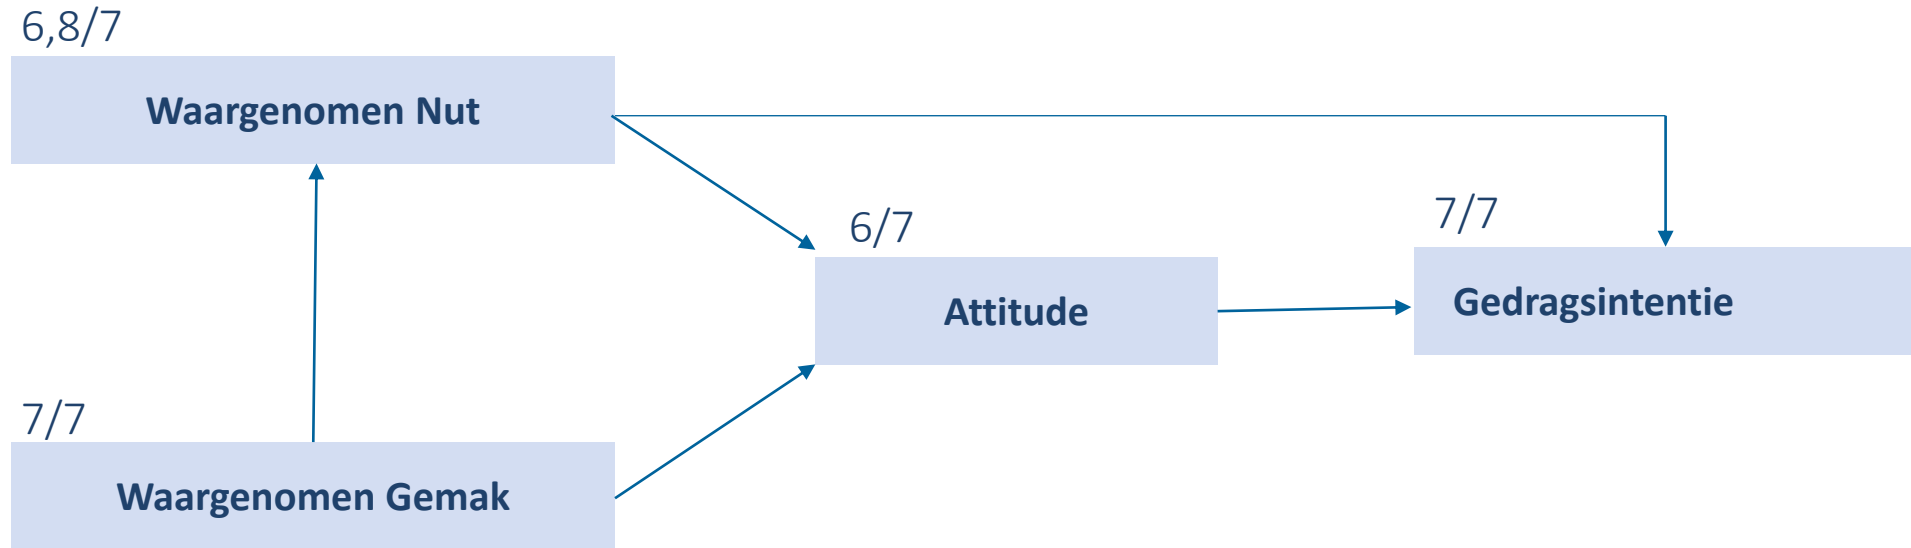 6,8/7
Waargenomen Nut
6/7
Attitude
7/7
Gedragsintentie
7/7
Waargenomen Gemak